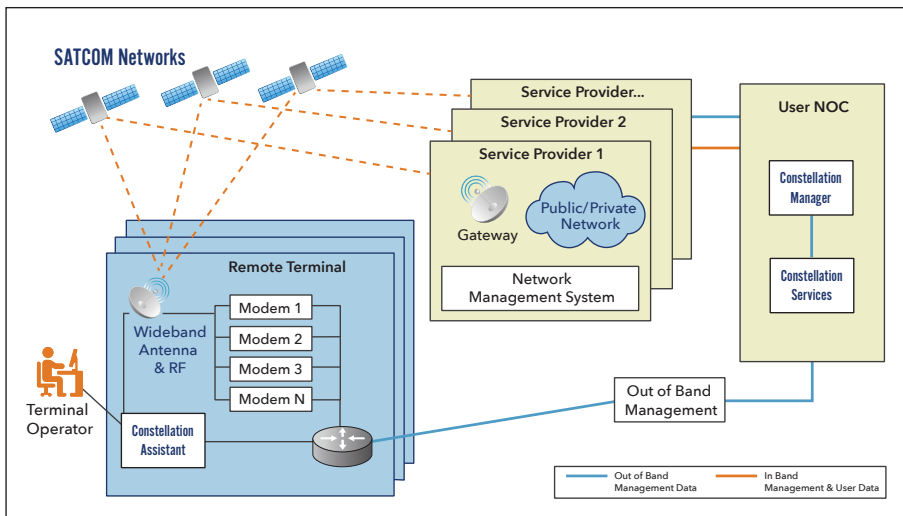 SATCOM Networks
Service Provider...
Service Provider 2
Service Provider 1
Gateway
Public/Private
Network
Network
Management System
User NOC
Constellation
Manager
Constellation
Services
Remote Terminal
Wideband
Antenna
& RF
Modem 1
Modem 2
Modem 3
Modem N
Terminal
Operator
Constellation
Assistant
Out of Band
Management
Out of Band
Management Data
In Band
Management & User Data